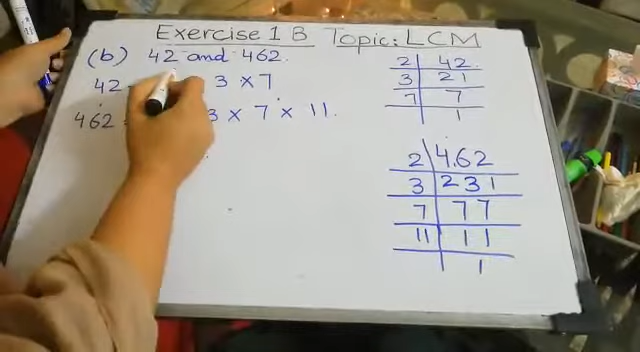 Exercise 1 B Topic: LCM
(b) 42 and 462.
42 3 × 7
462 3 × 7 × 11.
2 42
3 21
7 7
1
2 462
3 231
7 77
11 11
1